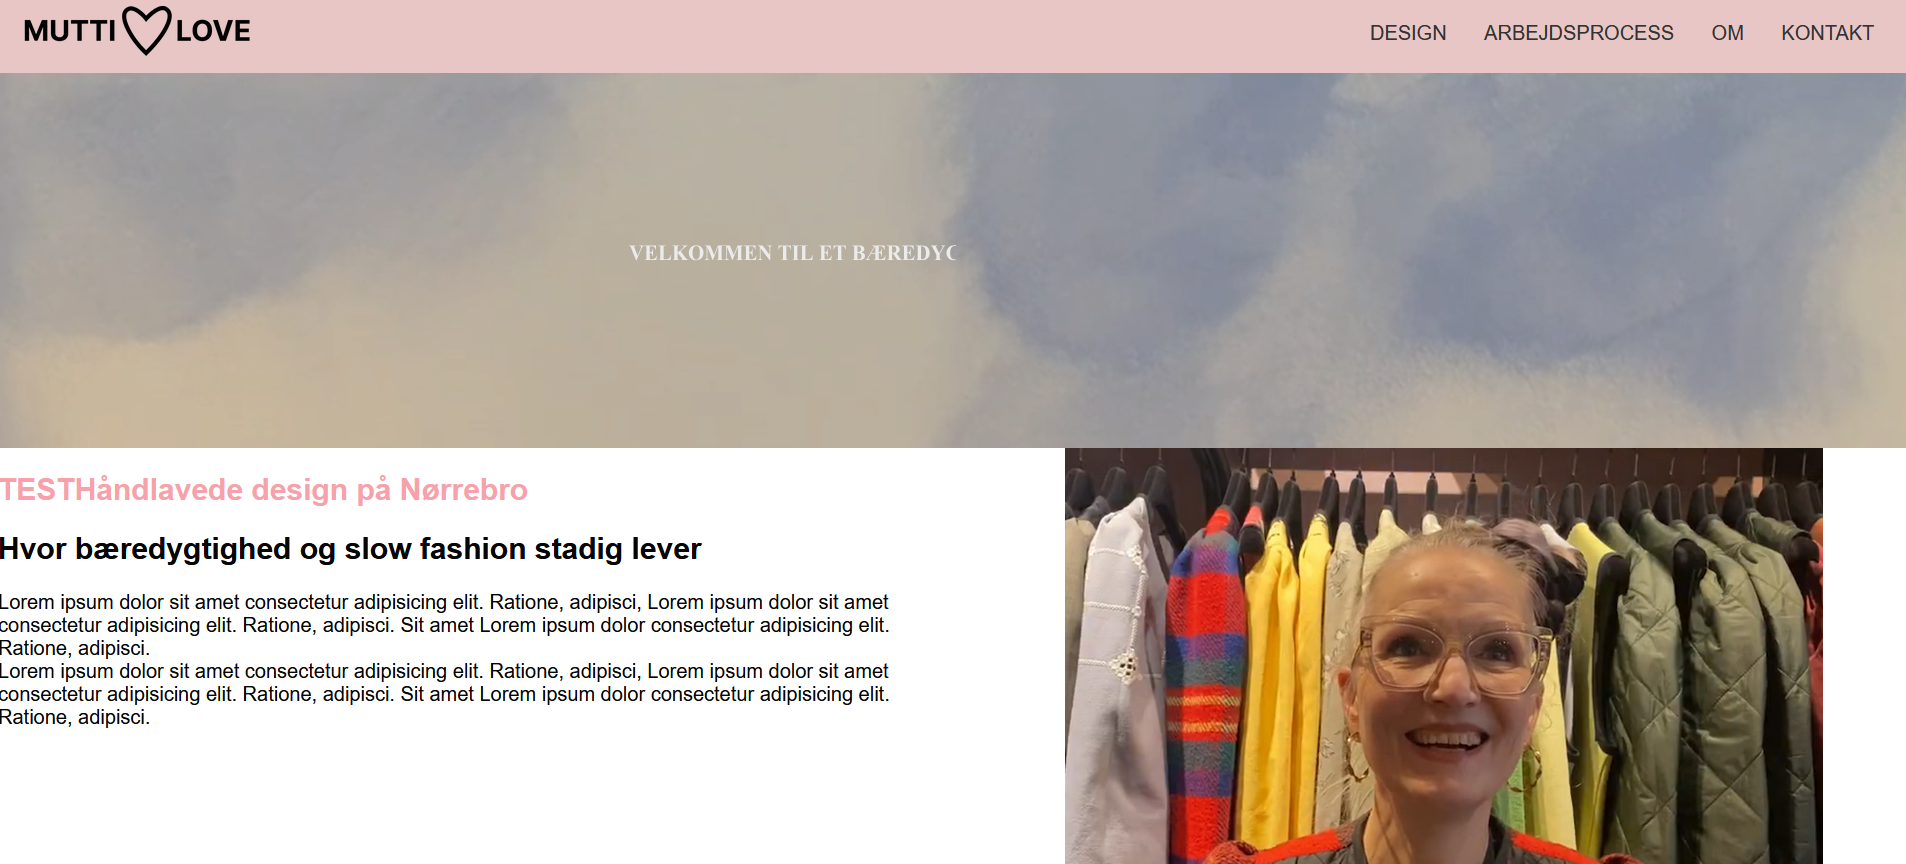 MUTTI LOVE
DESIGN ARBEJDSPROCESS OM KONTAKT
VELKOMMEN TIL ET BÆREDYG
TESTHåndlavede design på Nørrebro
Hvor bæredygtighed og slow fashion stadig lever
Lorem ipsum dolor sit amet consectetur adipisicing elit. Ratione, adipisci, Lorem ipsum dolor sit amet
consectetur adipisicing elit. Ratione, adipisci. Sit amet Lorem ipsum dolor consectetur adipisicing elit.
Ratione, adipisci.
Lorem ipsum dolor sit amet consectetur adipisicing elit. Ratione, adipisci, Lorem ipsum dolor sit amet
consectetur adipisicing elit. Ratione, adipisci. Sit amet Lorem ipsum dolor consectetur adipisicing elit.
Ratione, adipisci.